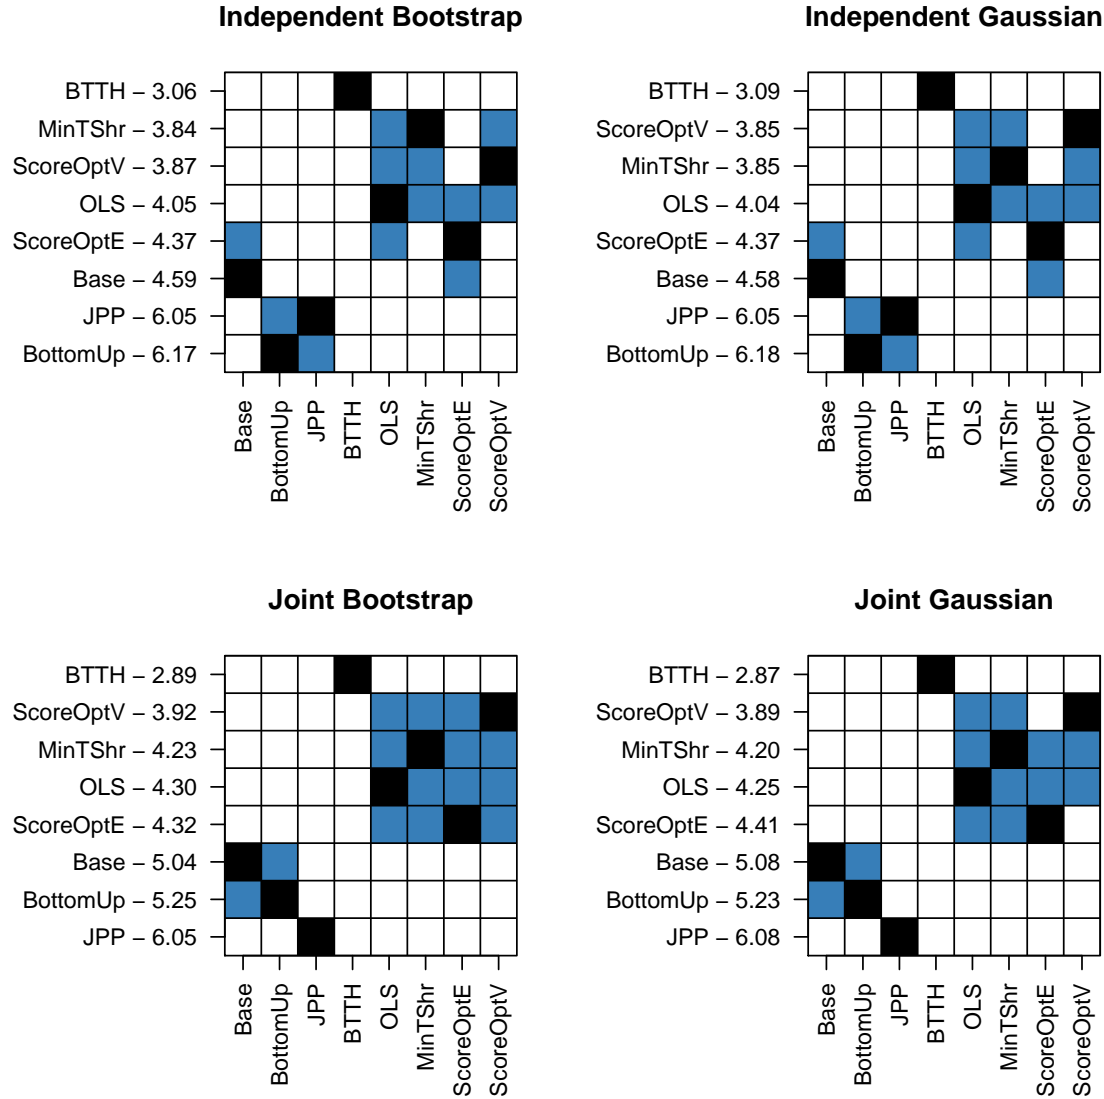 Independent Bootstrap
BTTH – 3.06
MinTShr – 3.84
ScoreOptV – 3.87
OLS – 4.05
ScoreOptE – 4.37
Base – 4.59
JPP – 6.05
BottomUp – 6.17
Base
BottomUp
JPP
BTTH
OLS
MinTShr
ScoreOptE
ScoreOptV
Independent Gaussian
BTTH – 3.09
ScoreOptV – 3.85
MinTShr – 3.85
OLS – 4.04
ScoreOptE – 4.37
Base – 4.58
JPP – 6.05
BottomUp – 6.18
Base
BottomUp
JPP
BTTH
OLS
MinTShr
ScoreOptE
ScoreOptV
Joint Bootstrap
BTTH – 2.89
ScoreOptV – 3.92
MinTShr – 4.23
OLS – 4.30
ScoreOptE – 4.32
Base – 5.04
BottomUp – 5.25
JPP – 6.05
Base
BottomUp
JPP
BTTH
OLS
MinTShr
ScoreOptE
ScoreOptV
Joint Gaussian
BTTH – 2.87
ScoreOptV – 3.89
MinTShr – 4.20
OLS – 4.25
ScoreOptE – 4.41
Base – 5.08
BottomUp – 5.23
JPP – 6.08
Base
BottomUp
JPP
BTTH
OLS
MinTShr
ScoreOptE
ScoreOptV